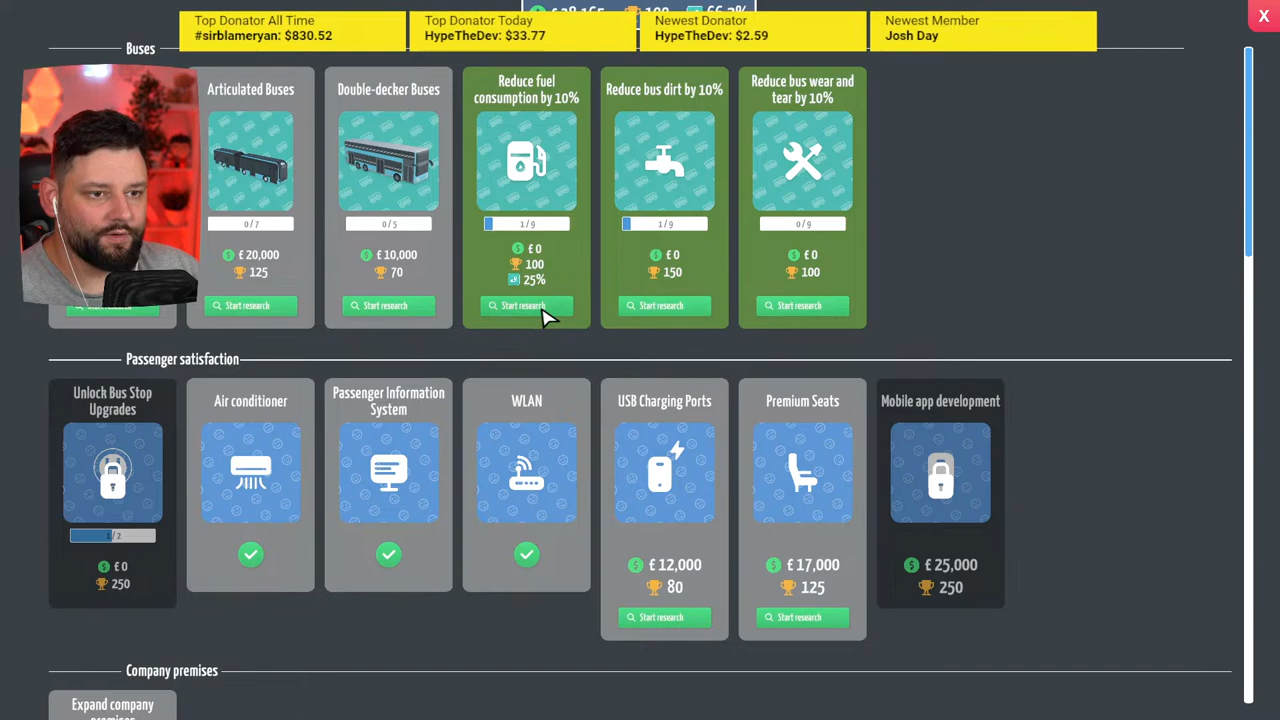 Top Donator All Time
#sirblameryan: $830.52
Top Donator Today
HypeTheDev: $33.77
Newest Donator
HypeTheDev: $2.59
Newest Member
Josh Day
X
Buses
Articulated Buses
0/7
£ 20,000
125
Start research
Double-decker Buses
0/5
£ 10,000
70
Start research
Reduce fuel
consumption by 10%
1/9
£ 0
100
25%
Start research
Reduce bus dirt by 10%
1/9
£ 0
150
Start research
Reduce bus wear and
tear by 10%
0/9
£ 0
100
Start research
Passenger satisfaction
Unlock Bus Stop
Upgrades
1/2
£ 0
250
Air conditioner
Passenger Information
System
WLAN
USB Charging Ports
£ 12,000
80
Start research
Premium Seats
£ 17,000
125
Start research
Mobile app development
£ 25,000
250
Company premises
Expand company